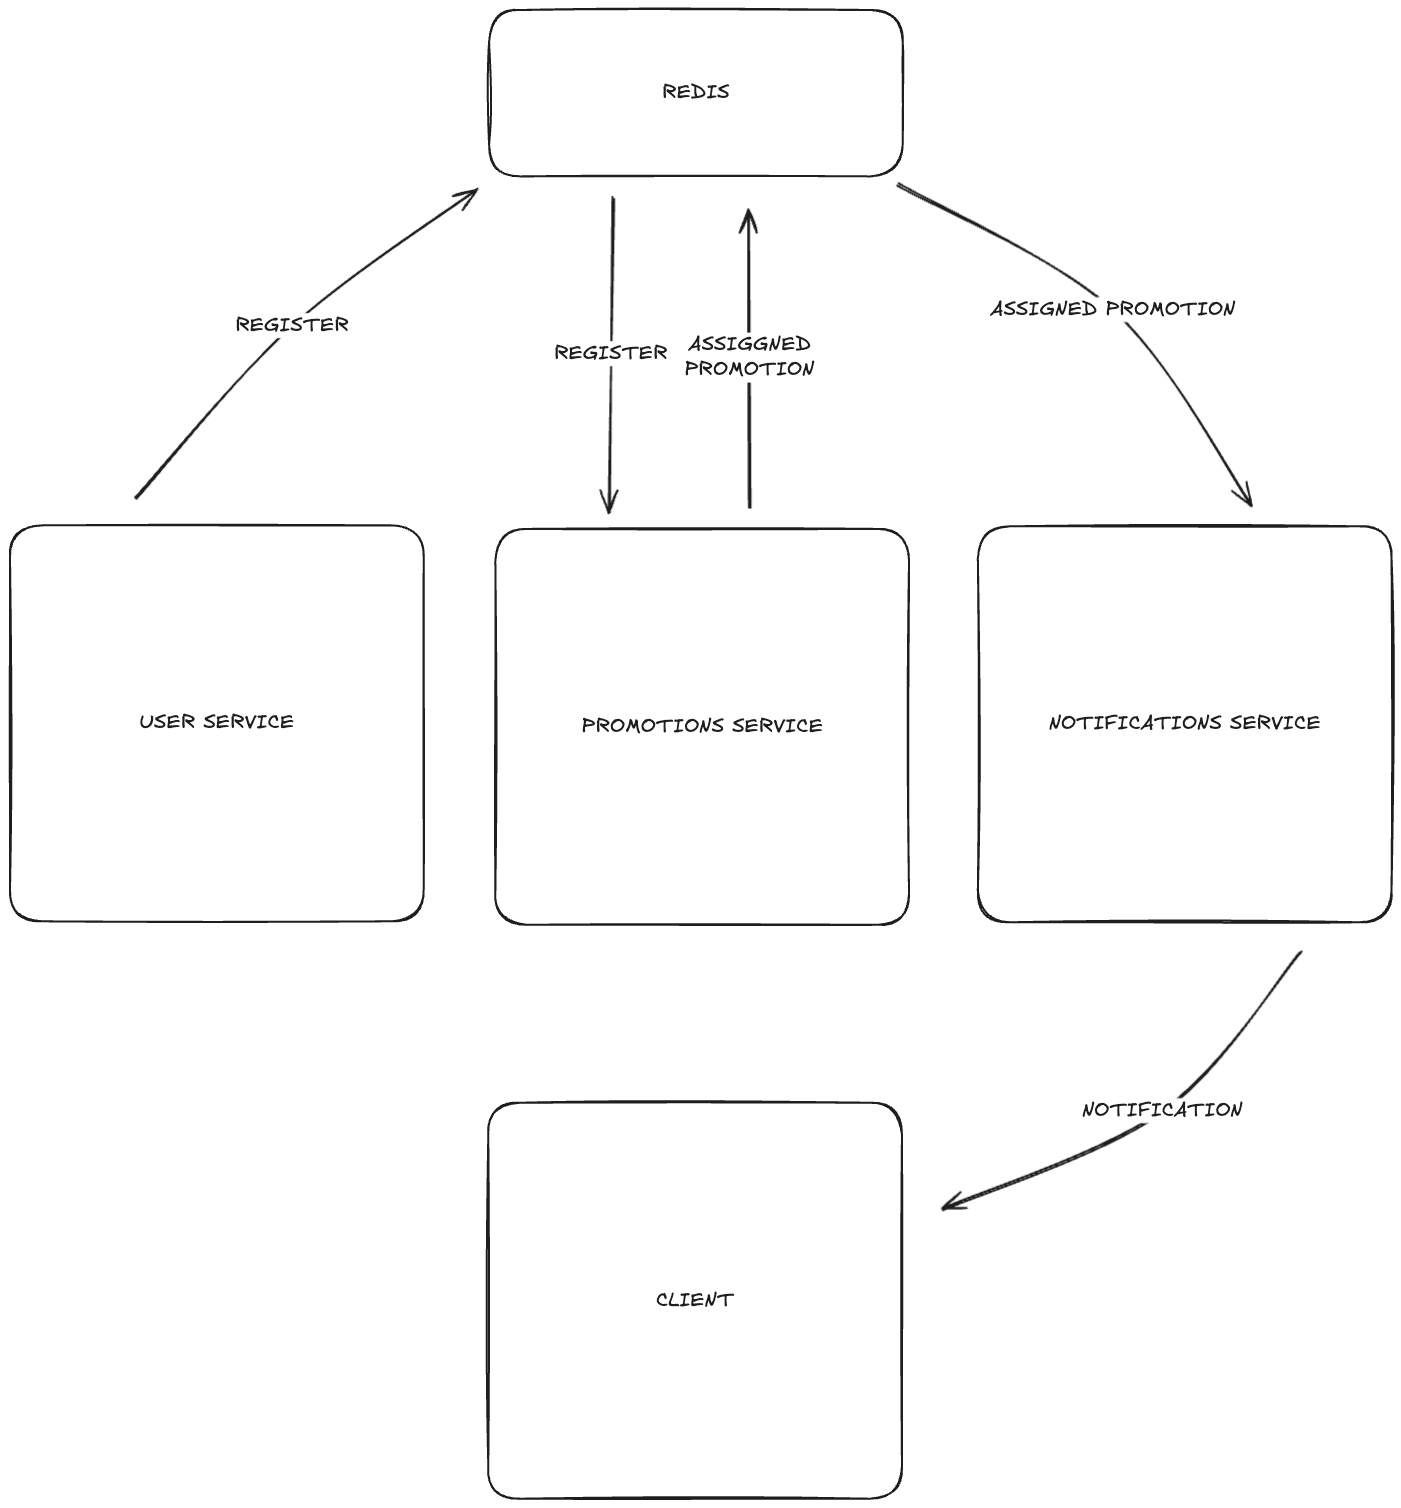 REDIS
REGISTER
REGISTER
ASSIGGNED
PROMOTION
ASSIGNED PROMOTION
USER SERVICE
PROMOTIONS SERVICE
NOTIFICATIONS SERVICE
NOTIFICATION
CLIENT